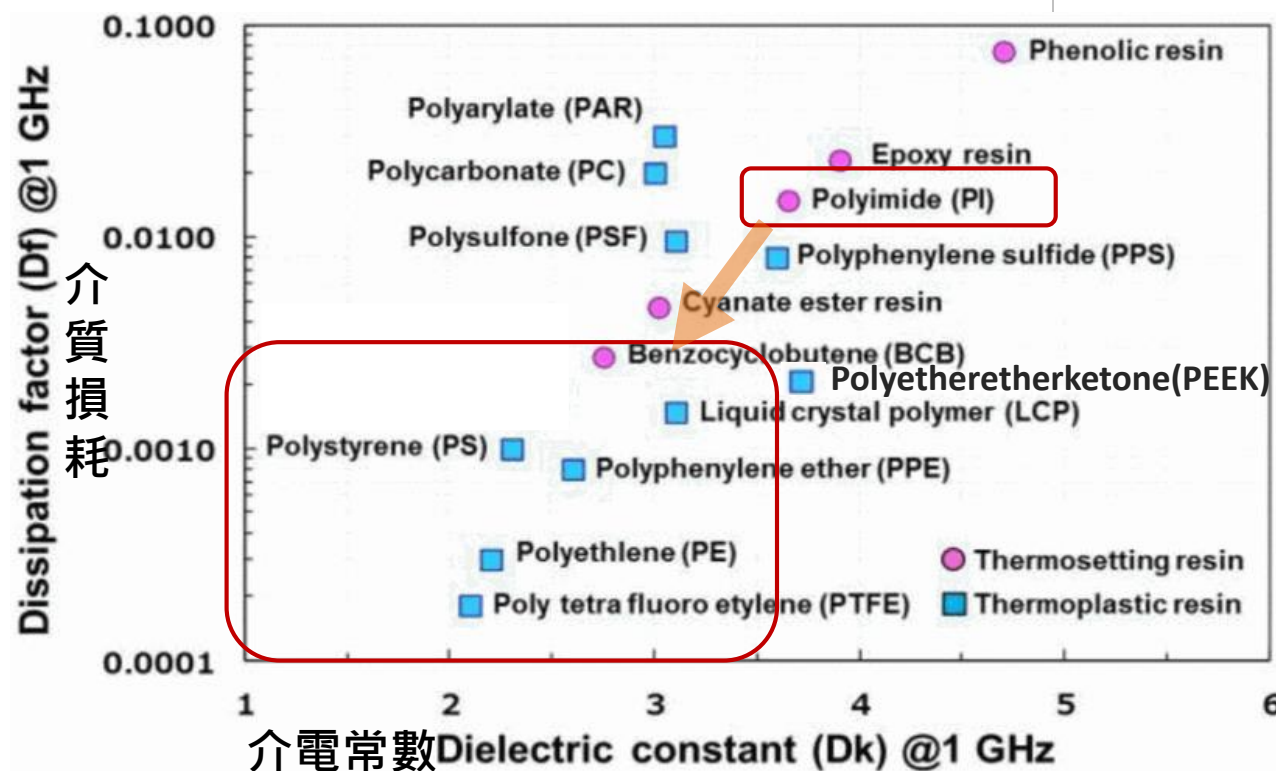 0.1000
Phenolic resin
Polyarylate (PAR)
Epoxy resin
Polycarbonate (PC)
Polyimide (PI)
0.0100
Polysulfone (PSF)
Polyphenylene sulfide (PPS)
Cyanate ester resin
Benzocyclobutene (BCB)
Polyetheretherketone(PEEK)
Liquid crystal polymer (LCP)
0.0010
Polystyrene (PS)
Polyphenylene ether (PPE)
Polyethlene (PE)
Thermosetting resin
Poly tetra fluoro etylene (PTFE)
Thermoplastic resin
0.0001
Dissipation factor (Df) @1 GHz
介質損耗
1 2 3 4 5 6
介電常數Dielectric constant (Dk) @1 GHz